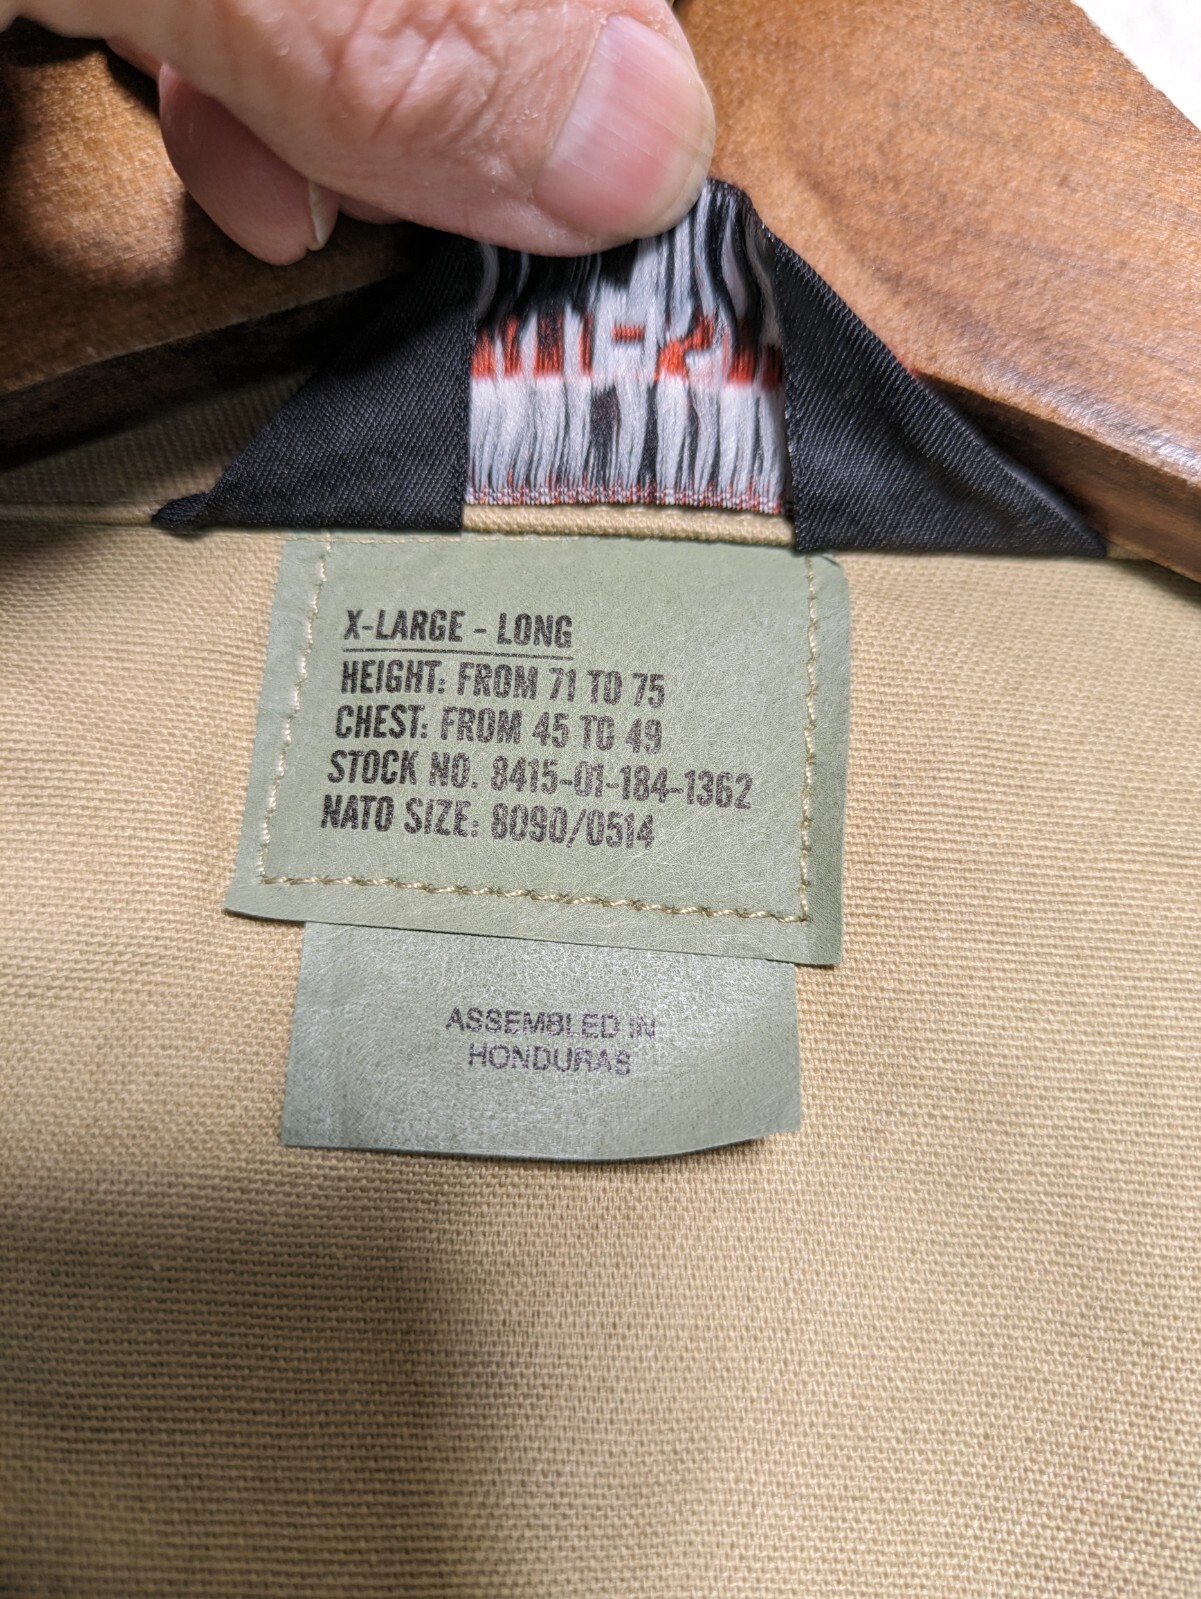 X-LARGE - LONG
HEIGHT: FROM 71 TO 75
CHEST: FROM 45 TO 49
STOCK NO. 8415-01-184-1362
NATO SIZE: 8090/0514
ASSEMBLED IN
HONDURAS